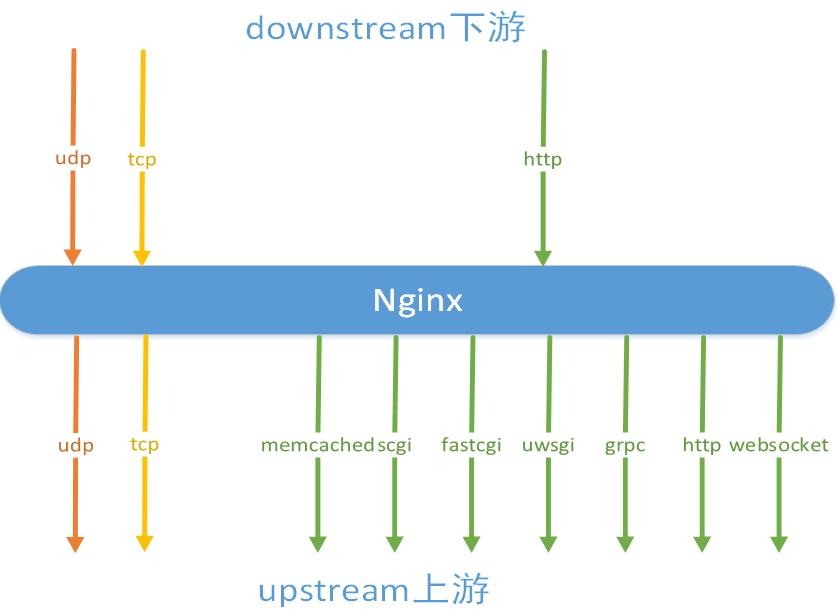 downstream下游
udp tcp http
Nginx
udp tcp memcached scgi fastcgi uwsgi grpc http websocket
upstream上游